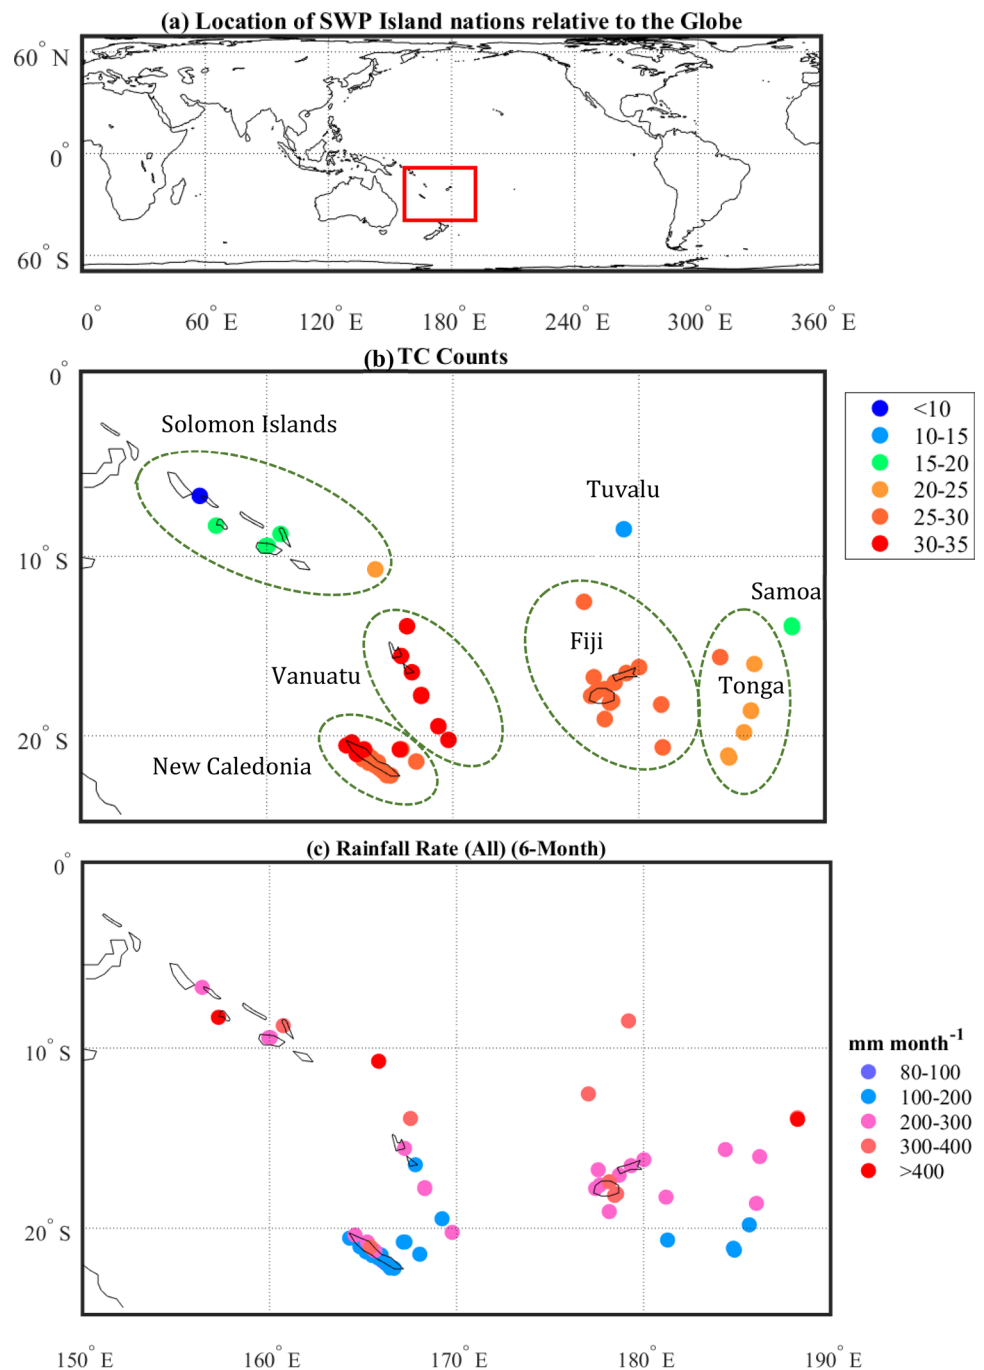 (a) Location of SWP Island nations relative to the Globe
60° N
0°
60° S
0° 60° E 120° E 180° E 240° E 300° E 360° E
(b) TC Counts
0°
10° S
20° S
Solomon Islands
Tuvalu
Samoa
Fiji
Vanuatu
Tonga
New Caledonia
<10
10-15
15-20
20-25
25-30
30-35
(c) Rainfall Rate (All) (6-Month)
0°
10° S
20° S
mm month-1
80-100
100-200
200-300
300-400
>400
150° E 160° E 170° E 180° E 190° E